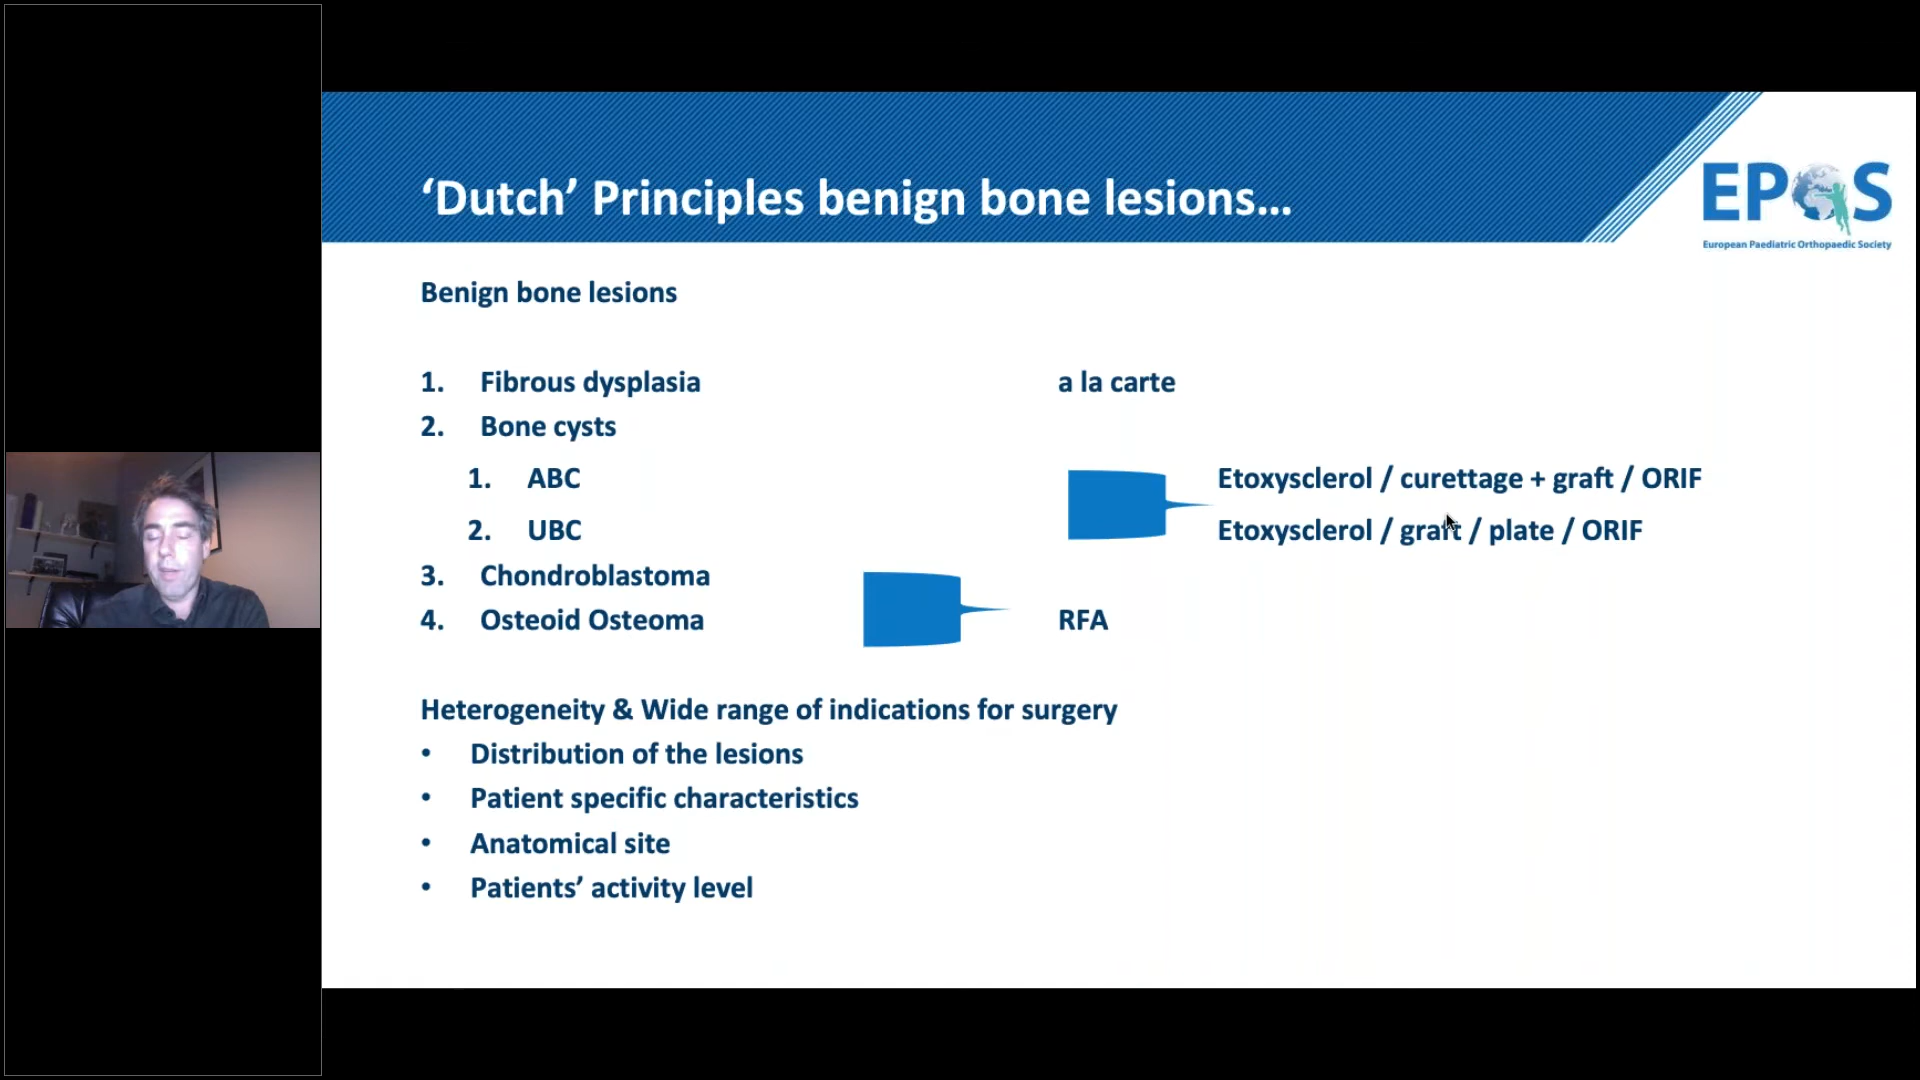 ‘Dutch’ Principles benign bone lesions...
EPOS
European Paediatric Orthopaedic Society
Benign bone lesions
1. Fibrous dysplasia a la carte
2. Bone cysts
1. ABC Etoxysclerol / curettage + graft / ORIF
2. UBC Etoxysclerol / graft / plate / ORIF
3. Chondroblastoma
4. Osteoid Osteoma RFA
Heterogeneity & Wide range of indications for surgery
• Distribution of the lesions
• Patient specific characteristics
• Anatomical site
• Patients’ activity level